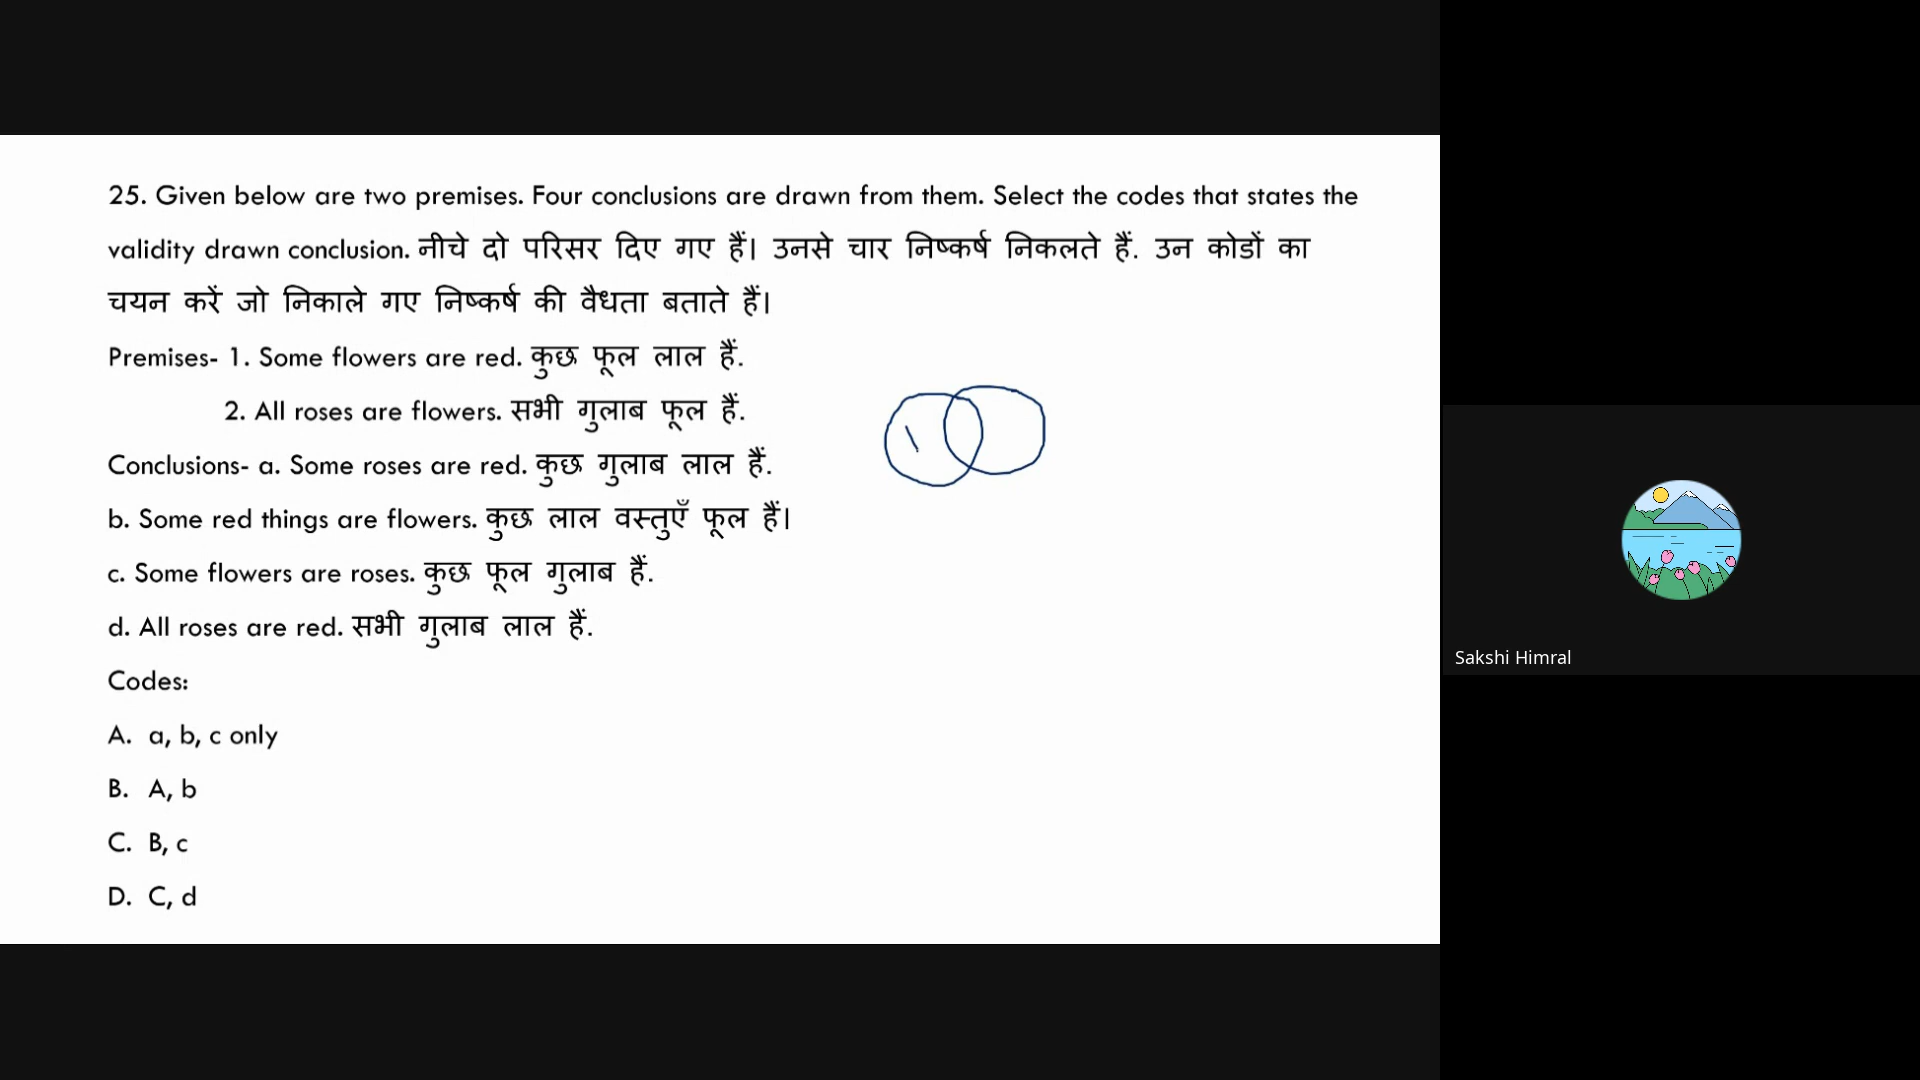 25. Given below are two premises. Four conclusions are drawn from them. Select the codes that states the
validity drawn conclusion. नीचे दो परिसर दिए गए हैं। उनसे चार निष्कर्ष निकलते हैं. उन कोडों का
चयन करें जो निकाले गए निष्कर्ष की वैधता बताते हैं।
Premises- 1. Some flowers are red. कुछ फूल लाल हैं.
2. All roses are flowers. सभी गुलाब फूल हैं.
Conclusions- a. Some roses are red. कुछ गुलाब लाल हैं.
b. Some red things are flowers. कुछ लाल वस्तुएँ फूल हैं।
c. Some flowers are roses. कुछ फूल गुलाब हैं.
d. All roses are red. सभी गुलाब लाल हैं.
Codes:
A. a, b, c only
B. A, b
C. B, c
D. C, d
Sakshi Himral